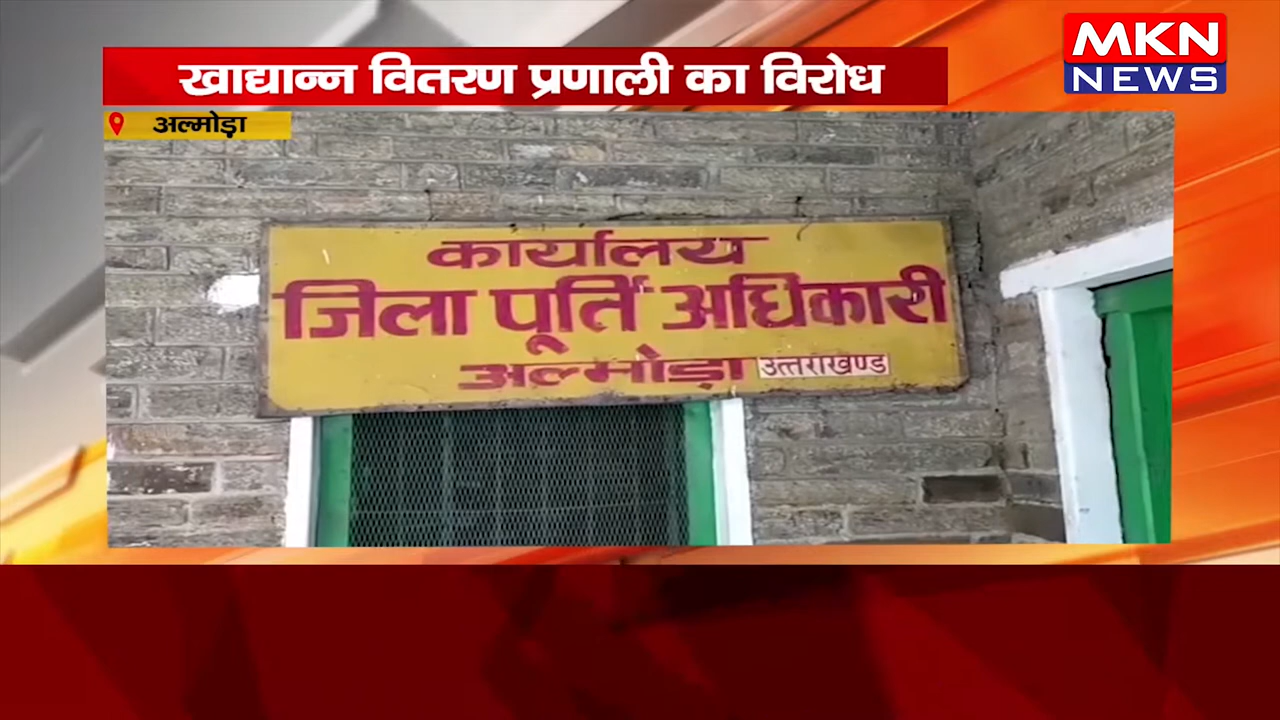 खाद्यान्न वितरण प्रणाली का विरोध
MKN
NEWS
अल्मोड़ा
कार्यालय
जिला पूर्ति अधिकारी
अल्मोड़ा उत्तराखण्ड